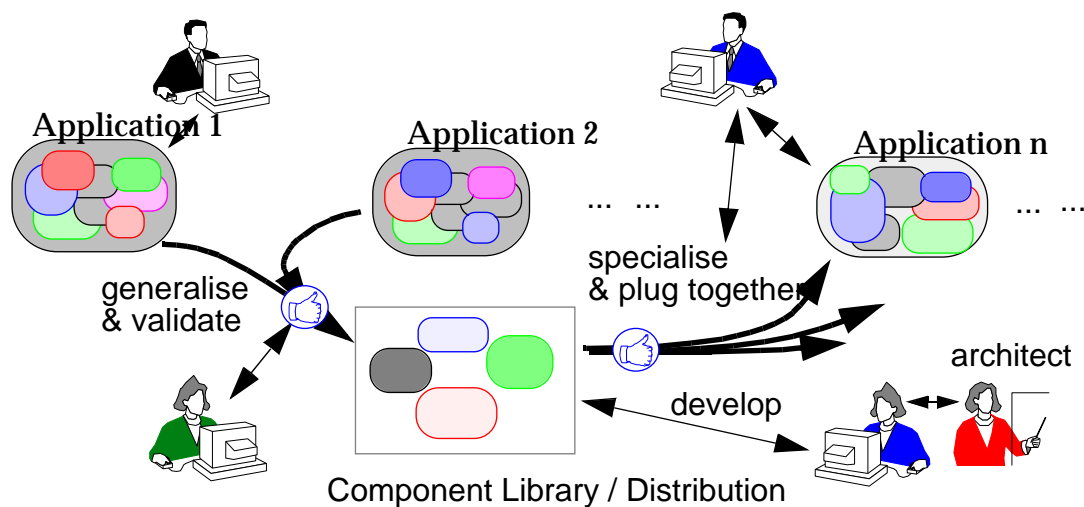 Application 1
Application 2
Application n
... ...
... ...
generalise
& validate
specialise
& plug together
architect
develop
Component Library / Distribution